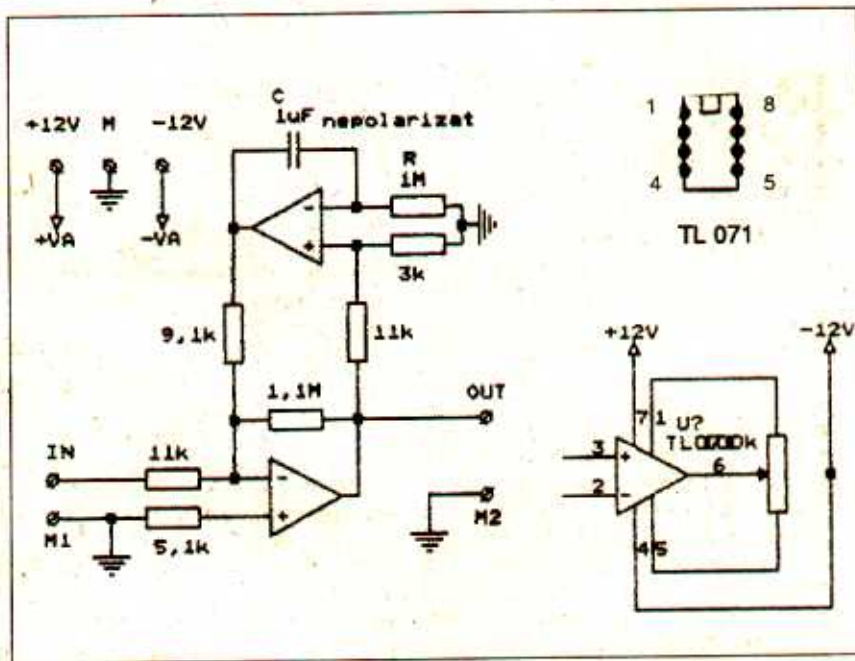 C
1uF nepolarizat
+12V M -12V
+VA -VA
R
1M
-
+
3k
9,1k
11k
1,1M
OUT
IN
11k
-
+
M1
5,1k
M2
1 8
4 5
TL 071
+12V -12V
7 1
U?
3
+
6
2
-
4 5